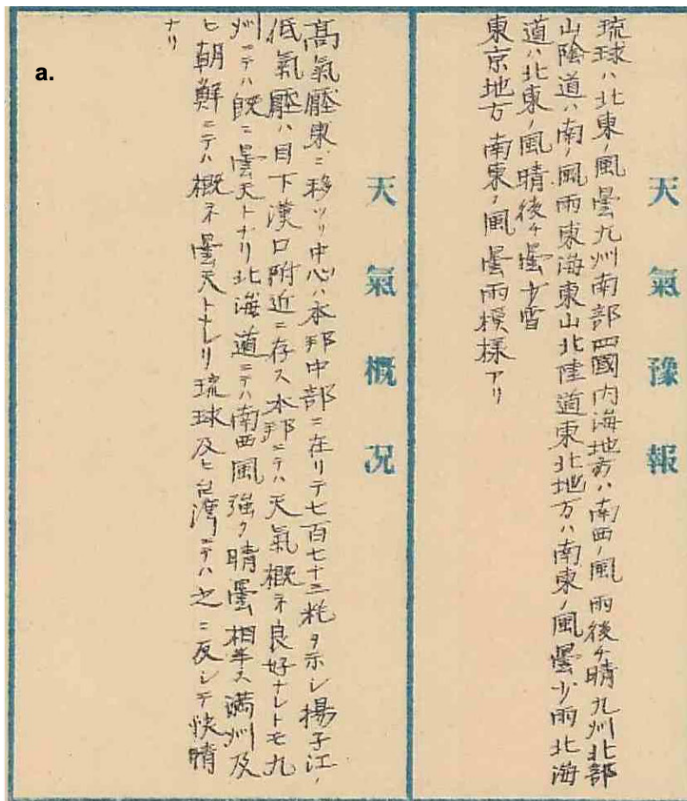 a.
天氣豫報
琉球ハ北東ノ風曇九州南部四國内海地方ハ南西ノ風雨後チ晴九州北部
山陰道ハ南ノ風雨東海東山北陸道東北地方ハ南東ノ風曇少雨北海
道ハ北東ノ風晴後チ曇少雪
東京地方 南東ノ風曇雨模様アリ
天氣概况
高氣壓東ニ移ツリ中心ハ本邦中部ニ在リテ七百七十三粍ヲ示シ揚子江ノ
低氣壓ハ目下漢口附近ニ存ス本邦ニテハ天氣概ネ良好ナレトモ九
州ニテハ既ニ曇天トナリ北海道ニテハ南西風強ク晴曇相半ス満州及
ヒ朝鮮ニテハ概ネ曇天トナレリ琉球及ヒ台湾ニテハ之ニ反シテ快晴
ナリ